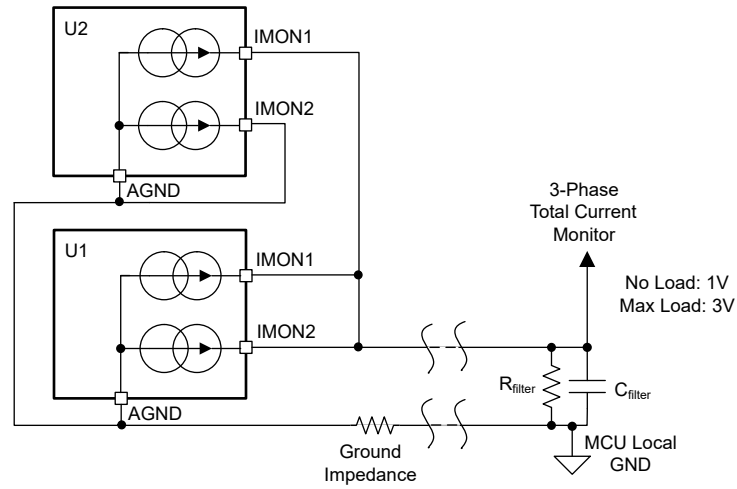 U2
IMON1
IMON2
AGND
U1
IMON1
IMON2
AGND
Ground
Impedance
3-Phase
Total Current
Monitor
No Load: 1V
Max Load: 3V
Rfilter
Cfilter
MCU Local
GND